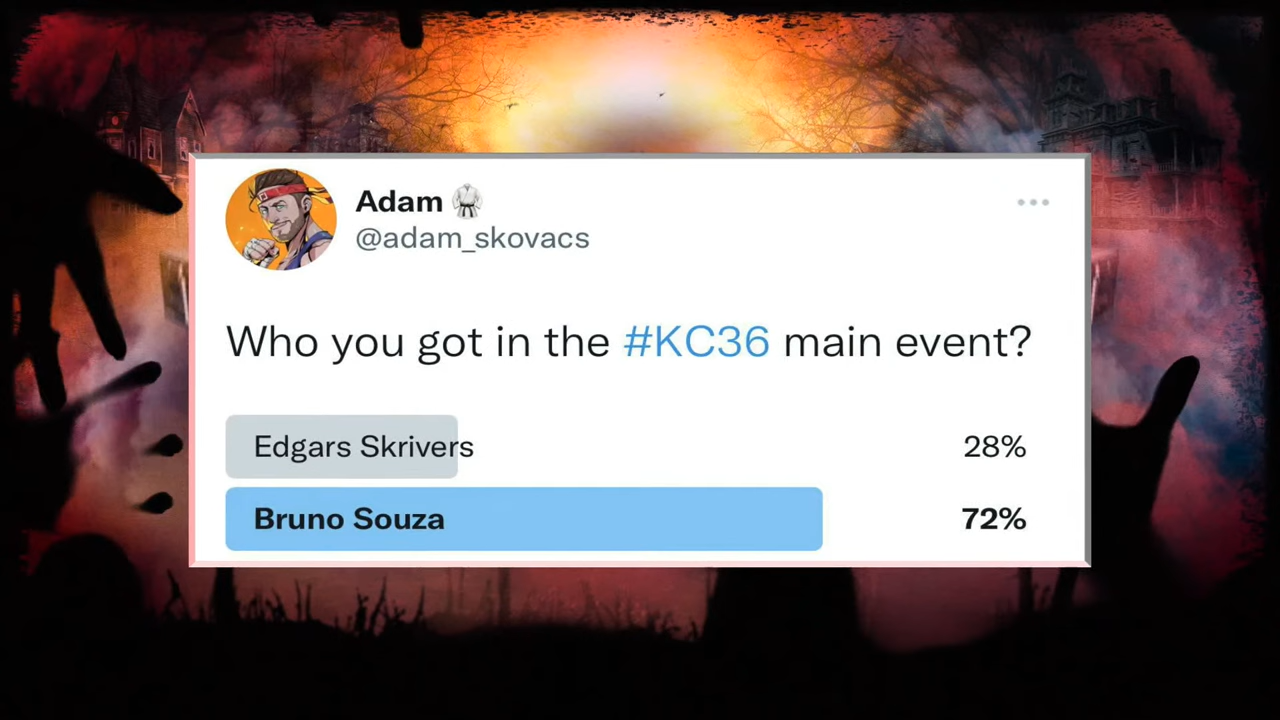 Adam 🥋
@adam_skovacs
Who you got in the #KC36 main event?
Edgars Skrivers 28%
Bruno Souza 72%